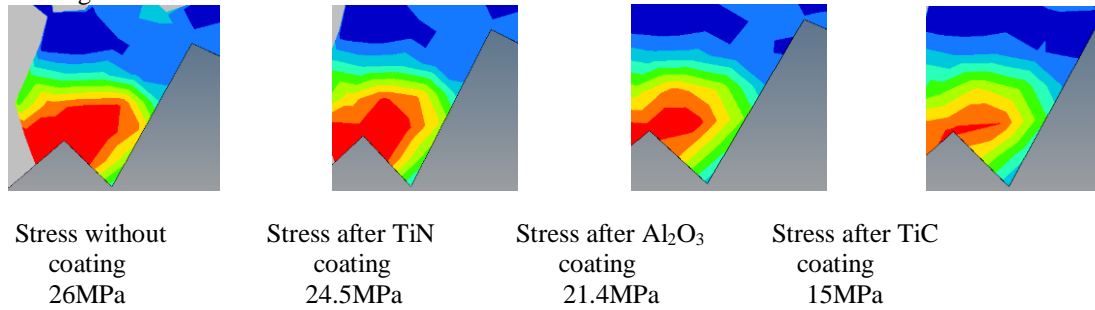 Stress without
coating
26MPa
Stress after TiN
coating
24.5MPa
Stress after Al₂O₃
coating
21.4MPa
Stress after TiC
coating
15MPa